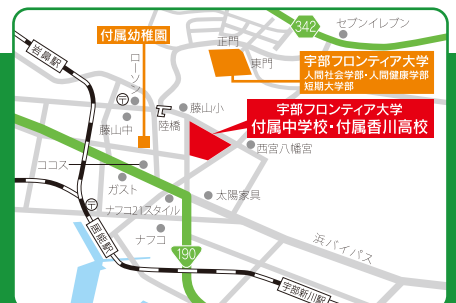 342
セブンイレブン
付属幼稚園
正門
東門
宇部フロンティア大学
人間社会学部・人間健康学部
短期大学部
岩鼻駅
ローソン
藤山小
陸橋
藤山中
宇部フロンティア大学
付属中学校・付属香川高校
西宮八幡宮
ココス
ガスト
太陽家具
ナフコ21スタイル
居能駅
ナフコ
190
浜バイパス
宇部新川駅